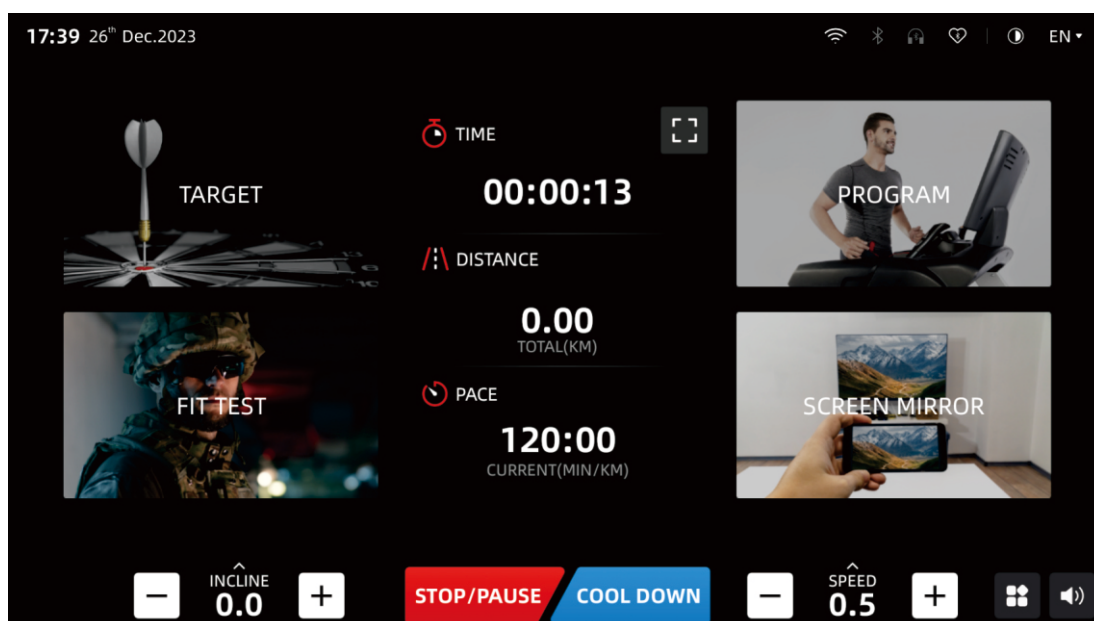 17:39 26th Dec.2023
EN
TARGET
TIME
00:00:13
PROGRAM
DISTANCE
0.00
TOTAL(KM)
FIT TEST
PACE
120:00
CURRENT(MIN/KM)
SCREEN MIRROR
INCLINE
0.0
STOP/PAUSE
COOL DOWN
SPEED
0.5